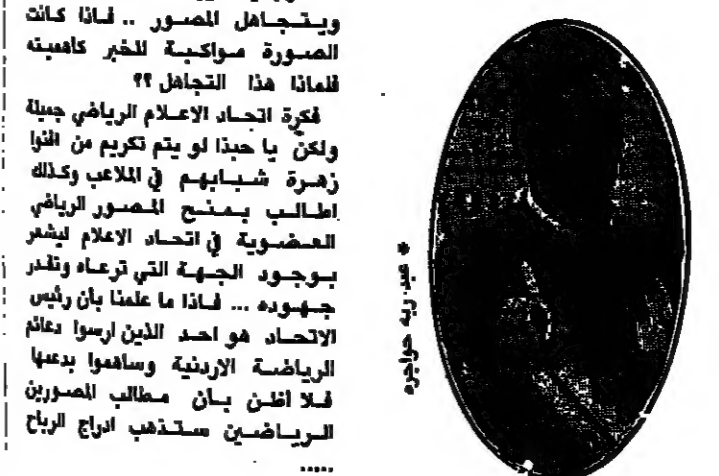 ويتجاهل المصور .. فاذا كانت
الصورة مواكبة للخبر كاهميته
فلماذا هذا التجاهل ؟؟
فكرة اتحاد الاعلام الرياضي جميلة
ولكن يا حبذا لو يتم تكريم من افنوا
زهرة شبابهم في الملاعب وكذلك
اطالب بمنح المصور الرياضي
العضوية في اتحاد الاعلام ليشعر
بوجود الجهة التي ترعاه وتقدر
جهوده ... فاذا ما علمنا بأن رئيس
الاتحاد هو احد الذين ارسوا دعائم
الرياضة الاردنية وساهموا بدعمها
فلا اظن بان مطالب المصورين
الرياضين ستذهب ادراج الرياح
.....
* عبد ربه حواجره